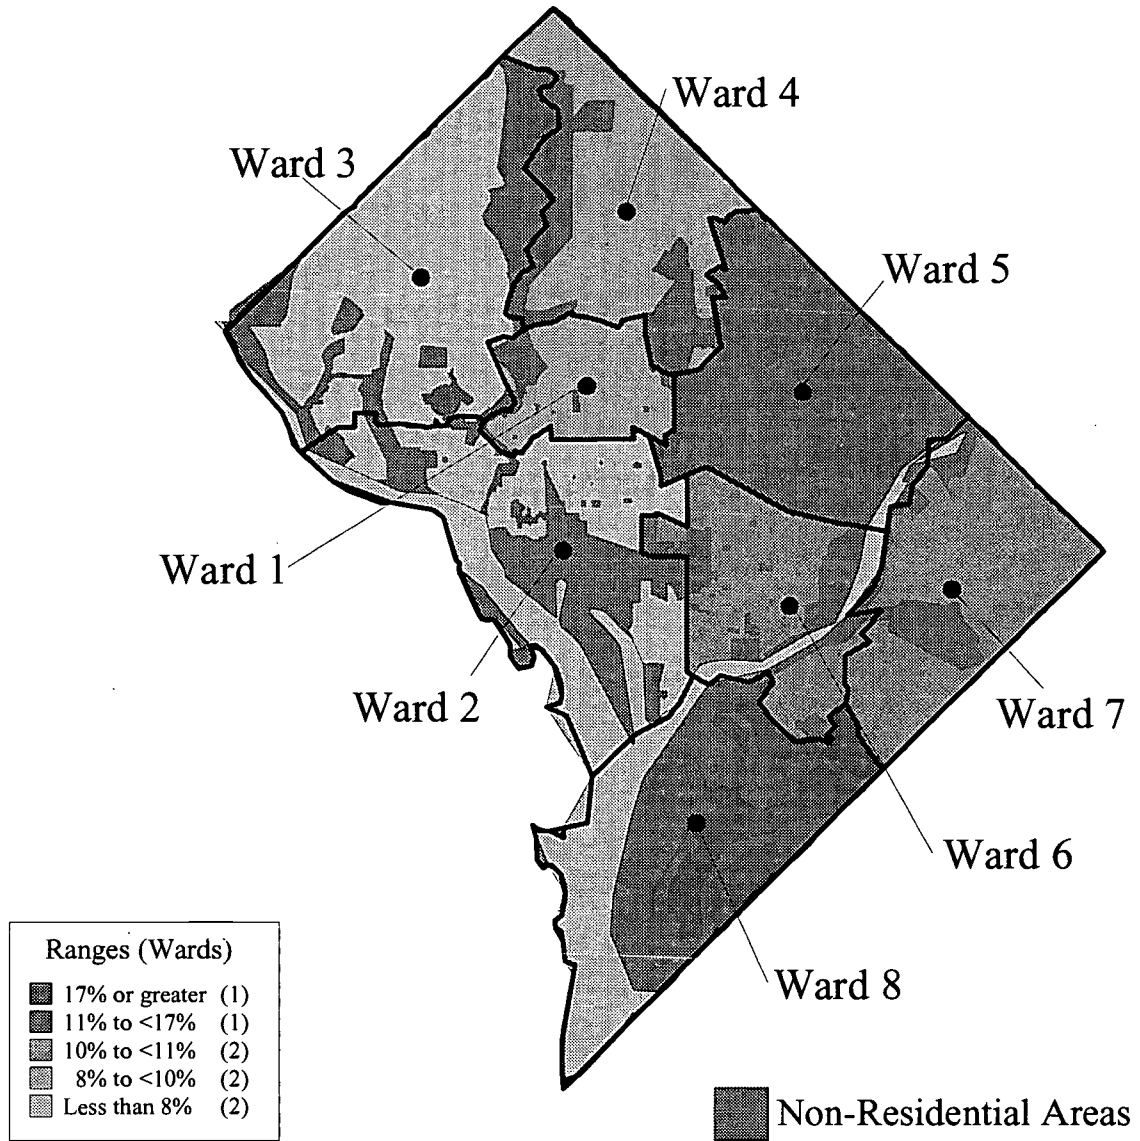 Ward 4
Ward 3
Ward 5
Ward 1
Ward 2
Ward 7
Ward 6
Ward 8
Ranges (Wards)
17% or greater (1)
11% to <17% (1)
10% to <11% (2)
8% to <10% (2)
Less than 8% (2)
Non-Residential Areas